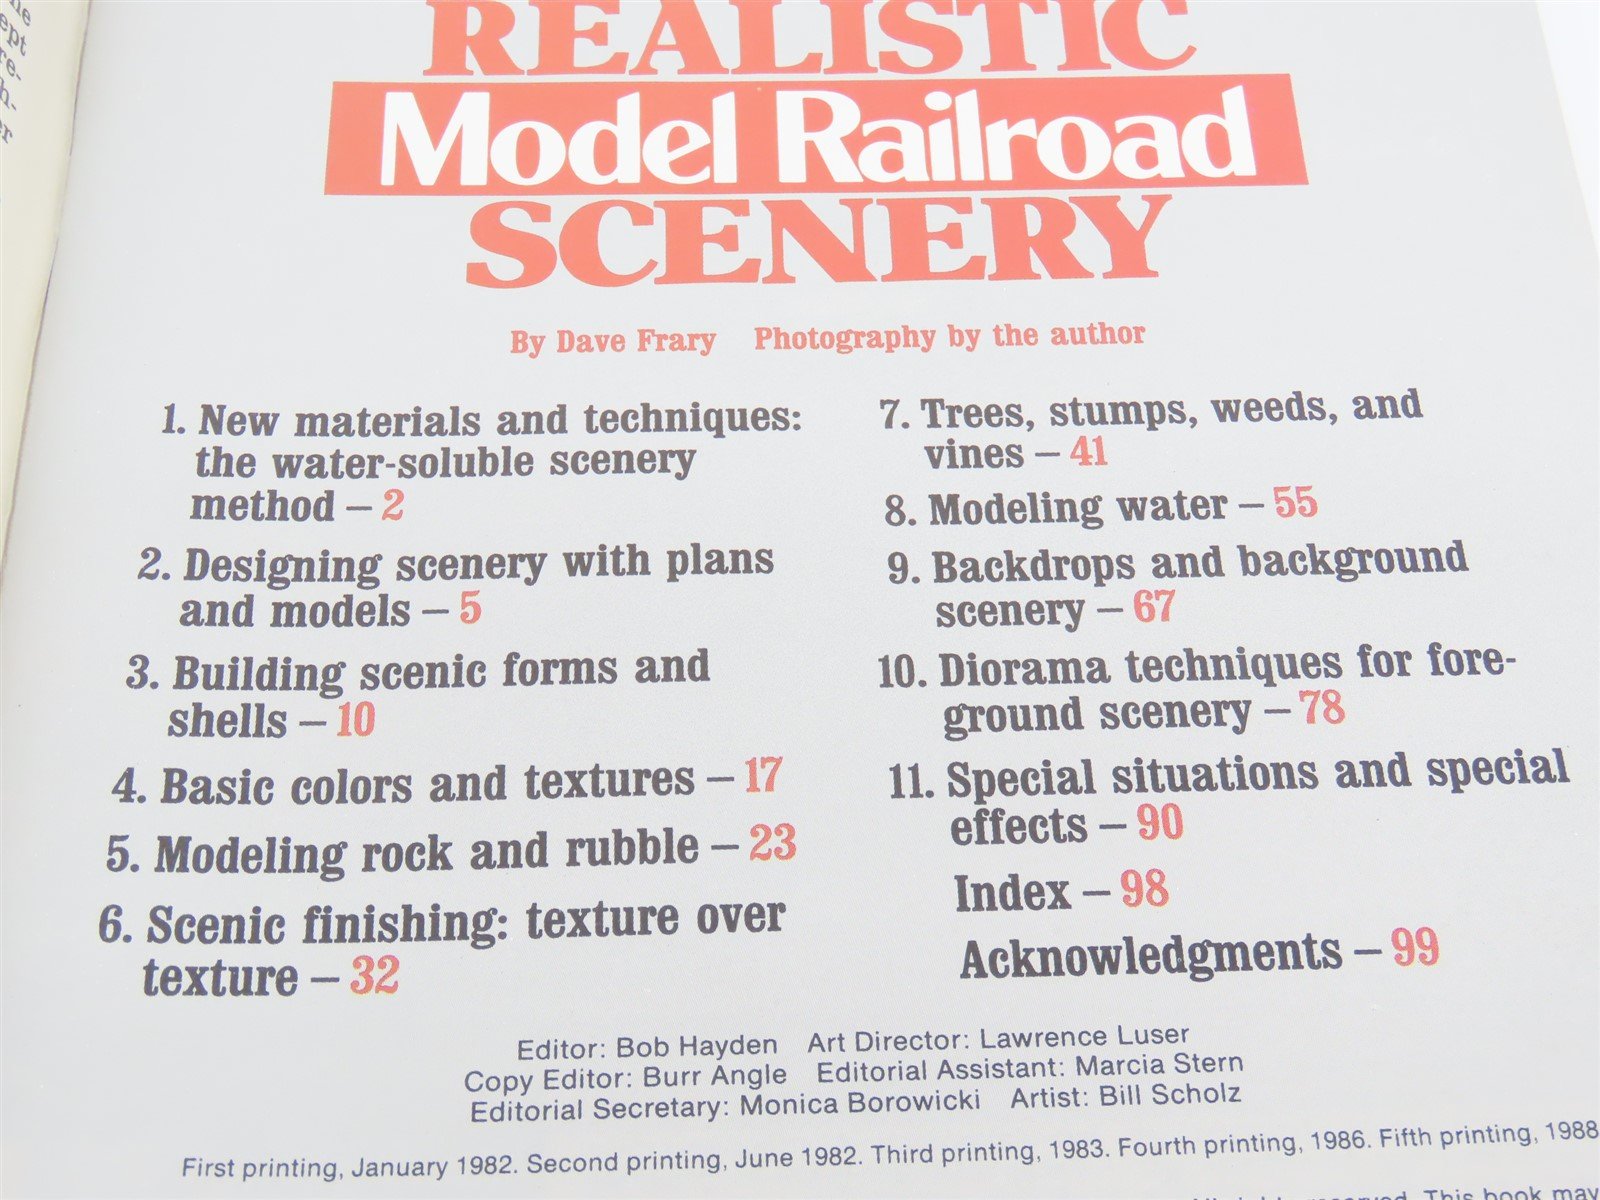 REALISTIC
Model Railroad
SCENERY
By Dave Frary Photography by the author
1. New materials and techniques:
the water-soluble scenery
method – 2
2. Designing scenery with plans
and models – 5
3. Building scenic forms and
shells – 10
4. Basic colors and textures – 17
5. Modeling rock and rubble – 23
6. Scenic finishing: texture over
texture – 32
7. Trees, stumps, weeds, and
vines – 41
8. Modeling water – 55
9. Backdrops and background
scenery – 67
10. Diorama techniques for fore-
ground scenery – 78
11. Special situations and special
effects – 90
Index – 98
Acknowledgments – 99
Editor: Bob Hayden Art Director: Lawrence Luser
Copy Editor: Burr Angle Editorial Assistant: Marcia Stern
Editorial Secretary: Monica Borowicki Artist: Bill Scholz
First printing, January 1982. Second printing, June 1982. Third printing, 1983. Fourth printing, 1986. Fifth printing, 1988
rights reserved. This book may